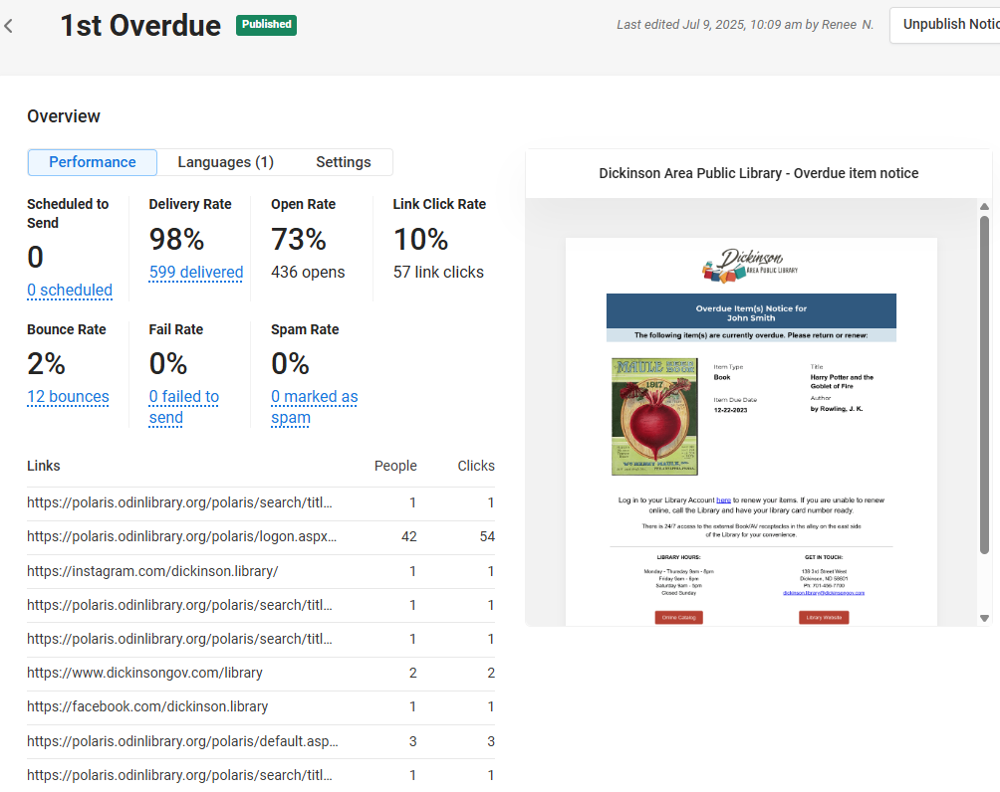 1st Overdue
Published
Last edited Jul 9, 2025, 10:09 am by Renee N.
Unpublish Notic
Overview
Performance
Languages (1)
Settings
Scheduled to
Send
0
0 scheduled
Delivery Rate
98%
599 delivered
Open Rate
73%
436 opens
Link Click Rate
10%
57 link clicks
Bounce Rate
2%
12 bounces
Fail Rate
0%
0 failed to
send
Spam Rate
0%
0 marked as
spam
Links People Clicks
https://polaris.odinlibrary.org/polaris/search/titl... 1 1
https://polaris.odinlibrary.org/polaris/logon.aspx... 42 54
https://instagram.com/dickinson.library/ 1 1
https://polaris.odinlibrary.org/polaris/search/titl... 1 1
https://polaris.odinlibrary.org/polaris/search/titl... 1 1
https://www.dickinsongov.com/library 2 2
https://facebook.com/dickinson.library 1 1
https://polaris.odinlibrary.org/polaris/default.asp... 3 3
https://polaris.odinlibrary.org/polaris/search/titl... 1 1
Dickinson Area Public Library - Overdue item notice
Dickinson
AREA PUBLIC LIBRARY
Overdue Item(s) Notice for
John Smith
The following item(s) are currently overdue. Please return or renew:
MAULE
1917
Item Type
Book
Item Due Date
12-22-2023
Title
Harry Potter and the
Goblet of Fire
Author
by Rowling, J. K.
Log in to your Library Account here to renew your items. If you are unable to renew
online, call the Library and have your library card number ready.
There is 24/7 access to the external Book/AV receptacles in the alley on the east side
of the Library for your convenience.
LIBRARY HOURS:
Monday - Thursday 9am - 8pm
Friday 9am - 6pm
Saturday 9am - 5pm
Closed Sunday
GET IN TOUCH:
139 3rd Street West
Dickinson, ND 58601
Ph: 701-456-7700
dickinson.library@dickinsongov.com
Online Catalog
Library Website